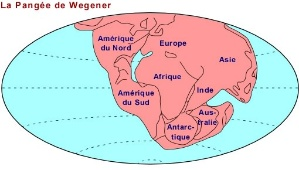 La Pangée de Wegener
Amérique
du Nord
Europe
Asie
Afrique
Inde
Amérique
du Sud
Aus-
tralie
Antarc-
tique